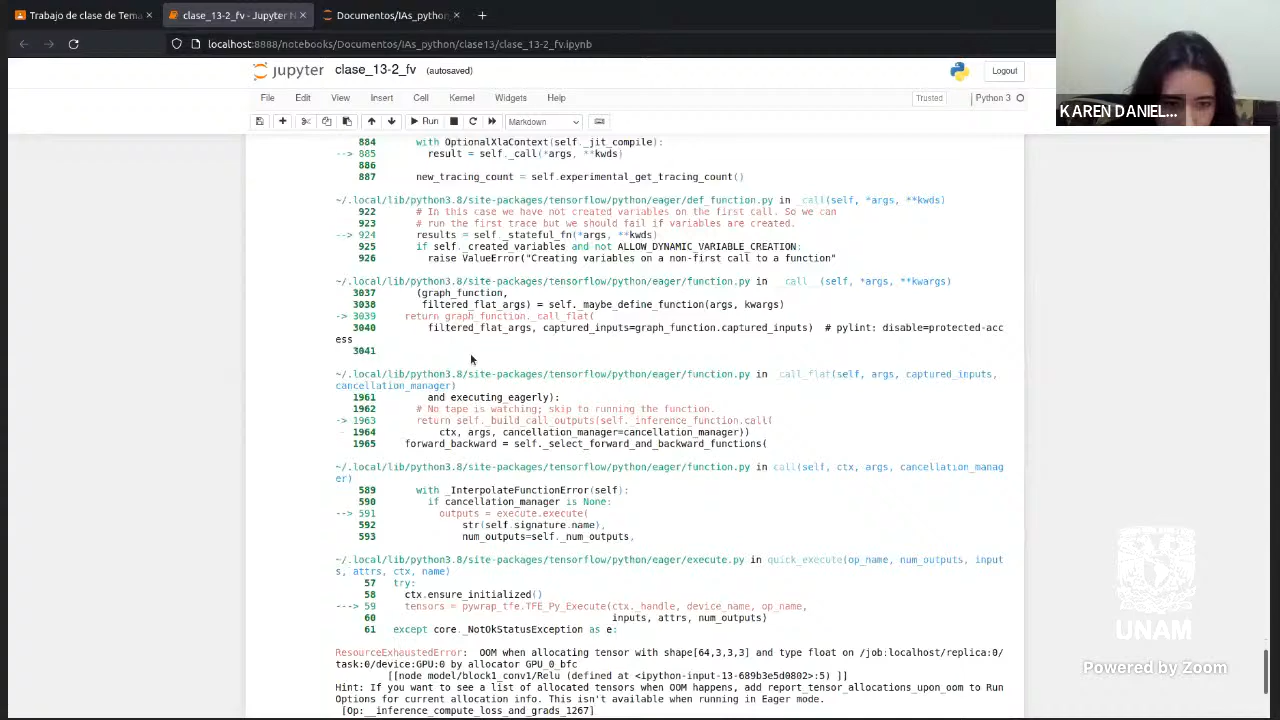 Trabajo de clase de Tema
clase_13-2_fv - Jupyter N
Documentos/IAs_python/
localhost:8888/notebooks/Documentos/IAs_python/clase13/clase_13-2_fv.ipynb
jupyter clase_13-2_fv (autosaved)
Logout
File Edit View Insert Cell Kernel Widgets Help
Trusted
Python 3
Run
Markdown
KAREN DANIEL...
884 with OptionalXlaContext(self._jit_compile):
--> 885 result = self._call(*args, **kwds)
886
887 new_tracing_count = self.experimental_get_tracing_count()
~/.local/lib/python3.8/site-packages/tensorflow/python/eager/def_function.py in _call(self, *args, **kwds)
922 # In this case we have not created variables on the first call. So we can
923 # run the first trace but we should fail if variables are created.
--> 924 results = self._stateful_fn(*args, **kwds)
925 if self._created_variables and not ALLOW_DYNAMIC_VARIABLE_CREATION:
926 raise ValueError("Creating variables on a non-first call to a function"
~/.local/lib/python3.8/site-packages/tensorflow/python/eager/function.py in __call__(self, *args, **kwargs)
3037 (graph_function,
3038 filtered_flat_args) = self._maybe_define_function(args, kwargs)
-> 3039 return graph_function._call_flat(
3040 filtered_flat_args, captured_inputs=graph_function.captured_inputs) # pylint: disable=protected-acc
ess
3041
~/.local/lib/python3.8/site-packages/tensorflow/python/eager/function.py in _call_flat(self, args, captured_inputs,
cancellation_manager)
1961 and executing_eagerly):
1962 # No tape is watching; skip to running the function.
-> 1963 return self._build_call_outputs(self._inference_function.call(
1964 ctx, args, cancellation_manager=cancellation_manager))
1965 forward_backward = self._select_forward_and_backward_functions(
~/.local/lib/python3.8/site-packages/tensorflow/python/eager/function.py in call(self, ctx, args, cancellation_manag
er)
589 with _InterpolateFunctionError(self):
590 if cancellation_manager is None:
--> 591 outputs = execute.execute(
592 str(self.signature.name),
593 num_outputs=self._num_outputs,
~/.local/lib/python3.8/site-packages/tensorflow/python/eager/execute.py in quick_execute(op_name, num_outputs, input
s, attrs, ctx, name)
57 try:
58 ctx.ensure_initialized()
---> 59 tensors = pywrap_tfe.TFE_Py_Execute(ctx._handle, device_name, op_name,
60 inputs, attrs, num_outputs)
61 except core._NotOkStatusException as e:
ResourceExhaustedError: OOM when allocating tensor with shape[64,3,3,3] and type float on /job:localhost/replica:0/
task:0/device:GPU:0 by allocator GPU_0_bfc
[[node model/block1_conv1/Relu (defined at <ipython-input-13-689b3e5d0802>:5) ]]
Hint: If you want to see a list of allocated tensors when OOM happens, add report_tensor_allocations_upon_oom to Run
Options for current allocation info. This isn't available when running in Eager mode.
[Op:__inference_compute_loss_and_grads_1267]
UNAM
Powered by Zoom